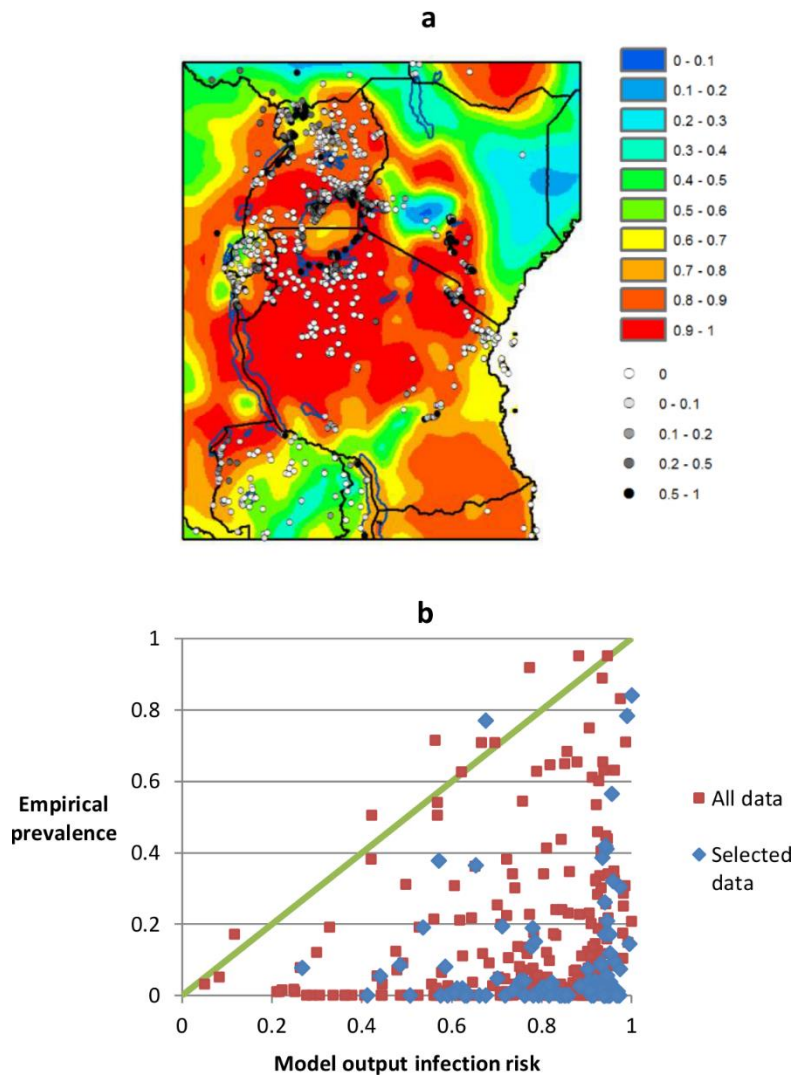 a
0 - 0.1
0.1 - 0.2
0.2 - 0.3
0.3 - 0.4
0.4 - 0.5
0.5 - 0.6
0.6 - 0.7
0.7 - 0.8
0.8 - 0.9
0.9 - 1
0
0 - 0.1
0.1 - 0.2
0.2 - 0.5
0.5 - 1
b
1
0.8
0.6
0.4
0.2
0
Empirical
prevalence
0 0.2 0.4 0.6 0.8 1
Model output infection risk
All data
Selected
data